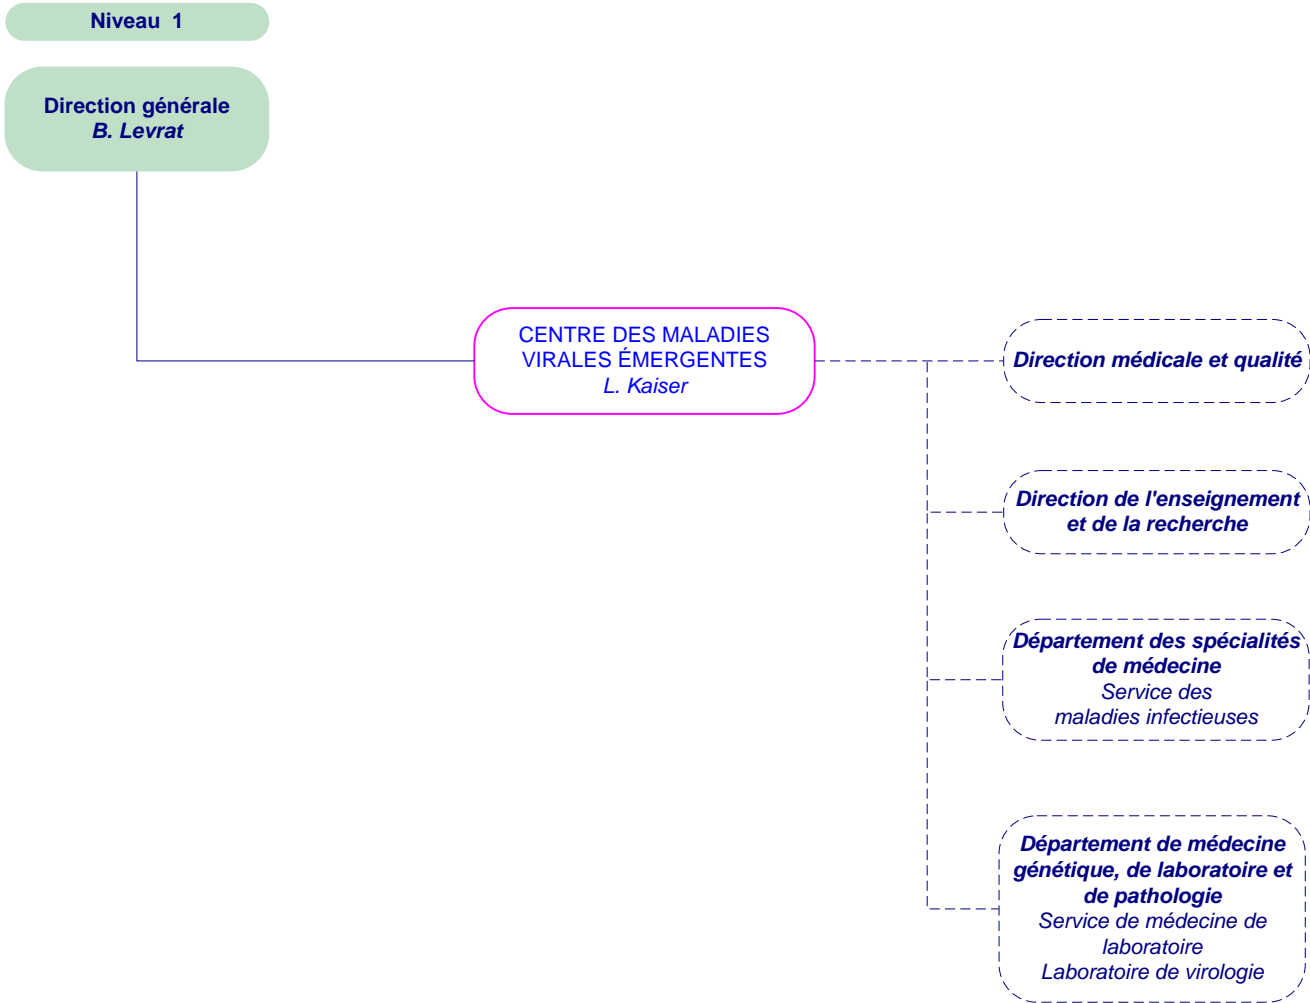 Niveau 1
Direction générale
B. Levrat
CENTRE DES MALADIES
VIRALES ÉMERGENTES
L. Kaiser
Direction médicale et qualité
Direction de l'enseignement
et de la recherche
Département des spécialités
de médecine
Service des
maladies infectieuses
Département de médecine
génétique, de laboratoire et
de pathologie
Service de médecine de
laboratoire
Laboratoire de virologie